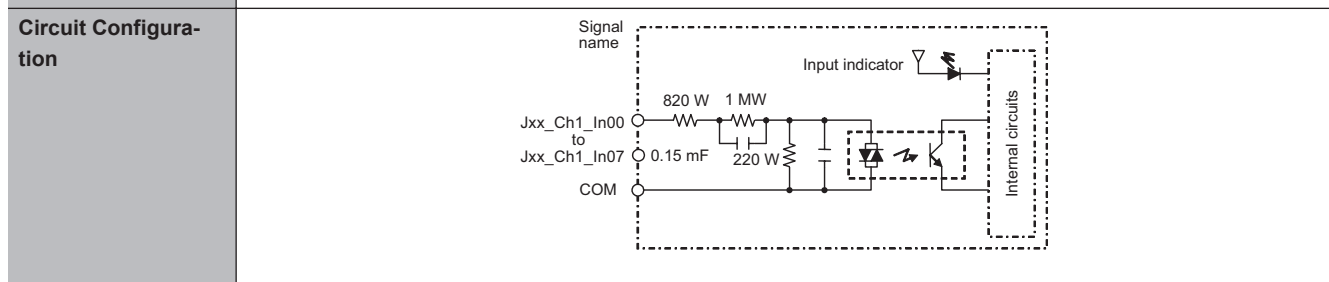 Circuit Configura-
tion
Signal
name
Input indicator
820 W 1 MW
Jxx_Ch1_In00
to
Jxx_Ch1_In07
0.15 mF
220 W
COM
Internal circuits